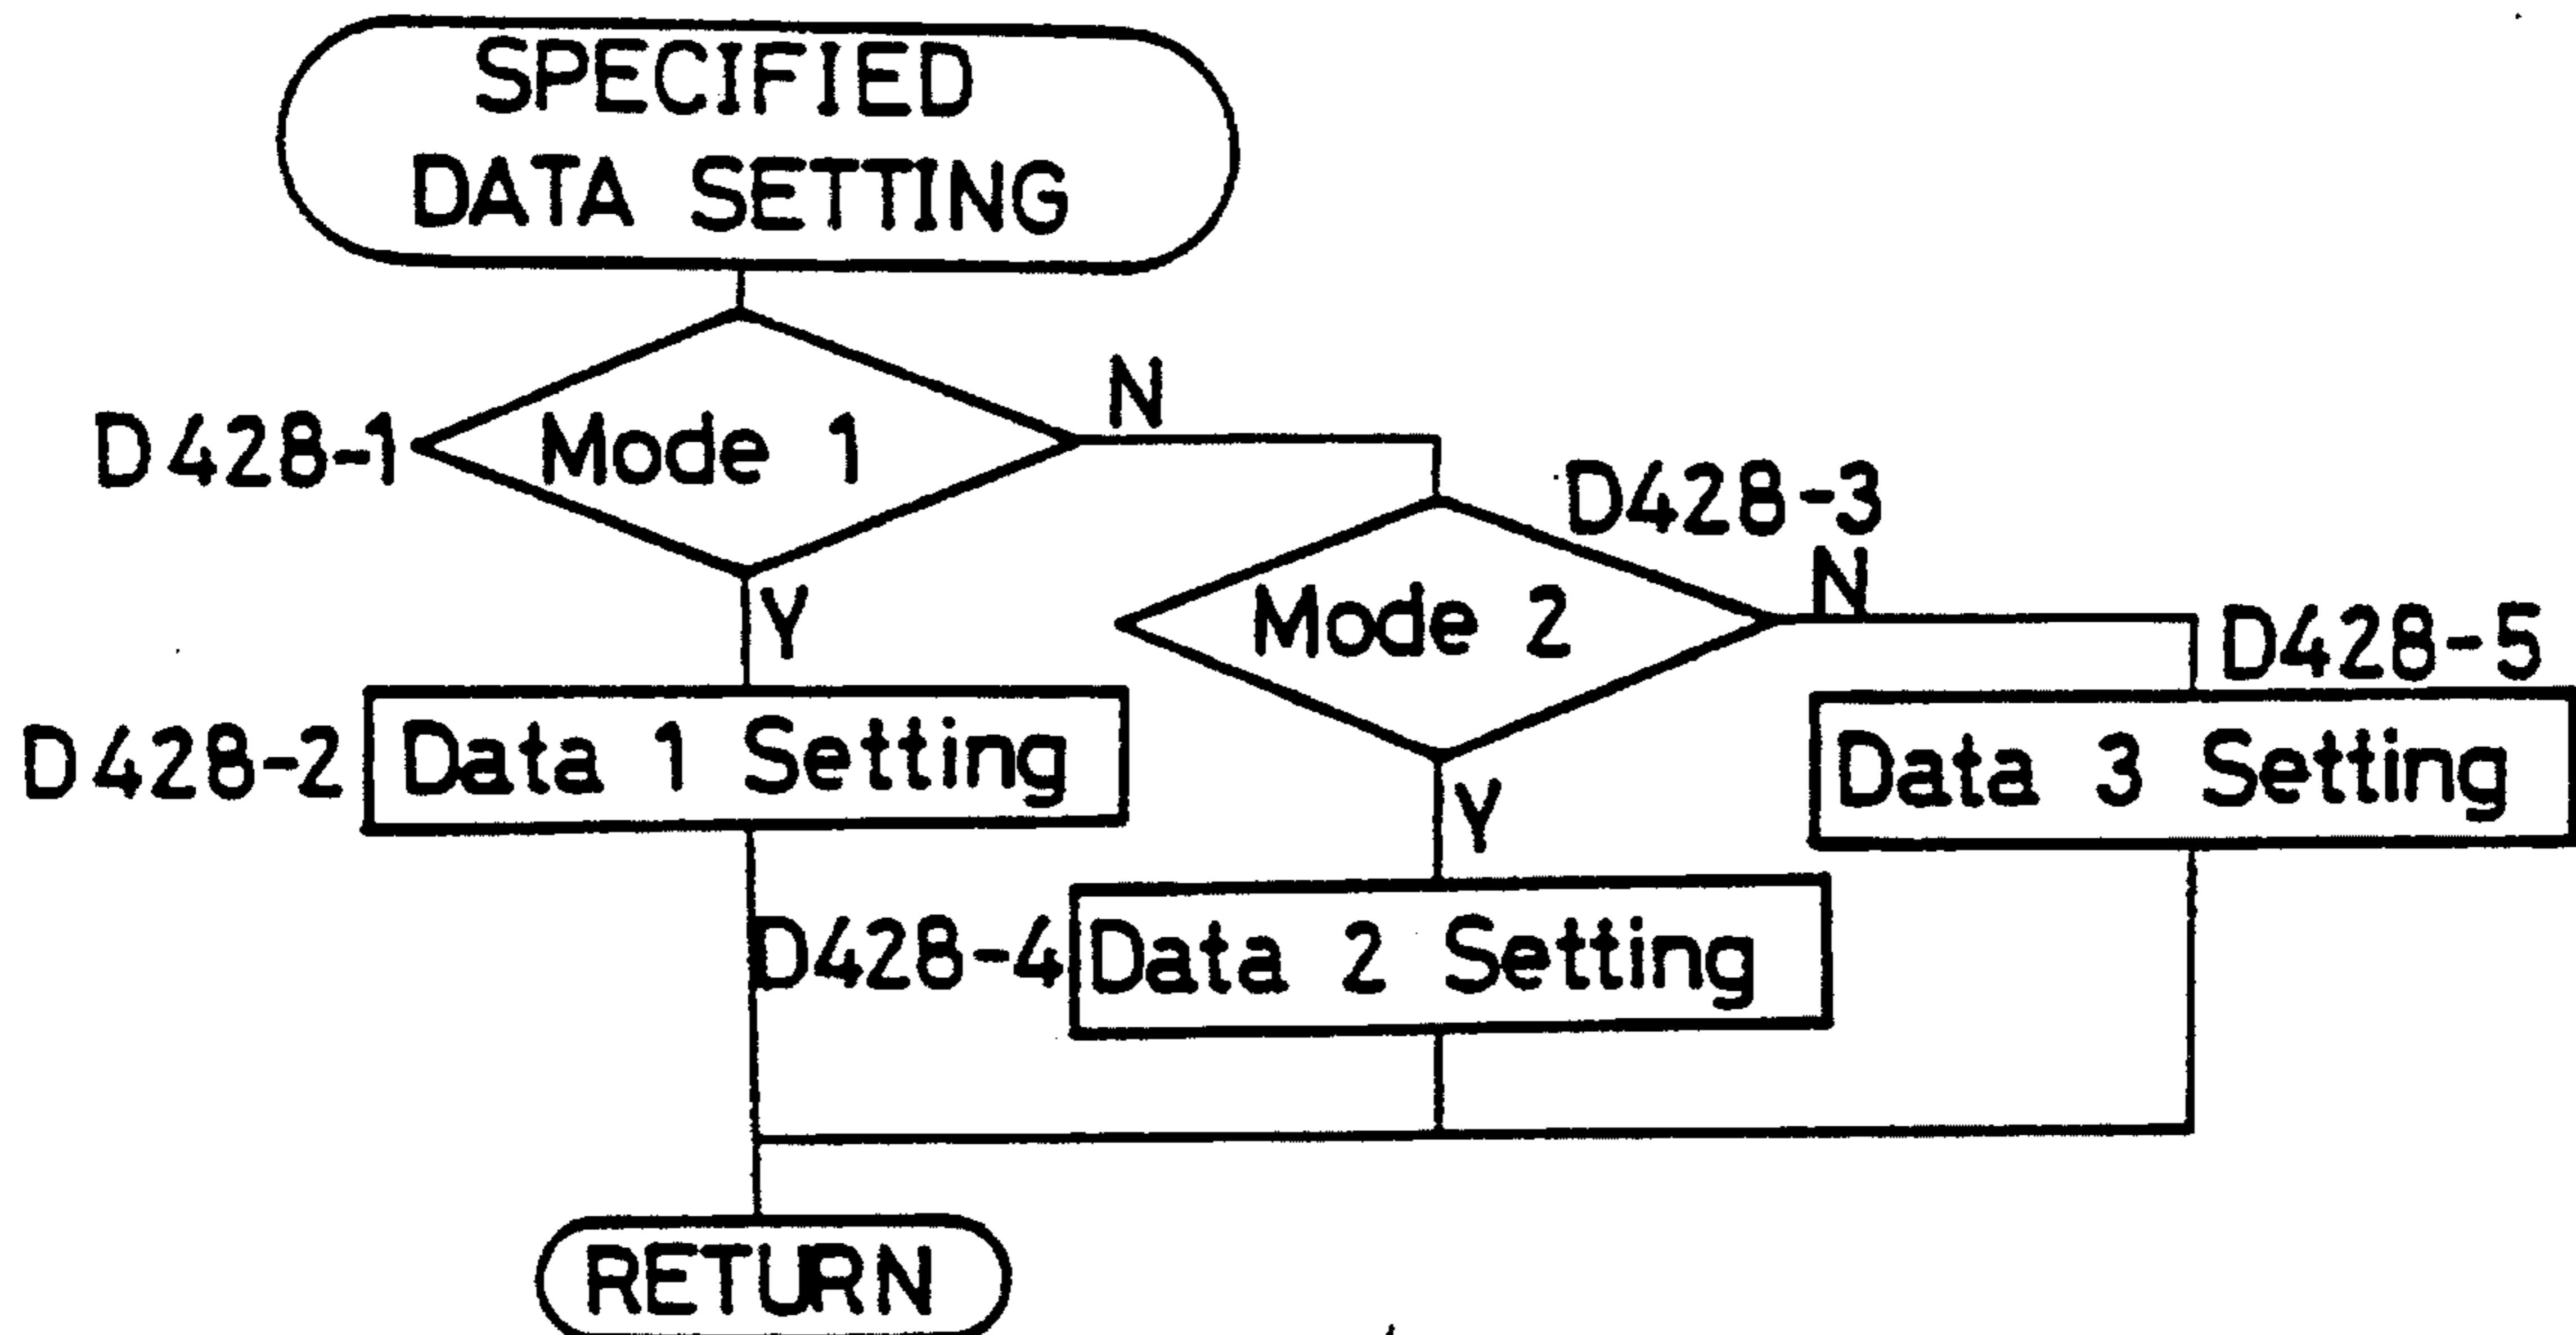 SPECIFIED
DATA SETTING
D428-1
Mode 1
N
Y
D428-3
Mode 2
N
Y
D428-5
D428-2
Data 1 Setting
Data 3 Setting
D428-4
Data 2 Setting
RETURN